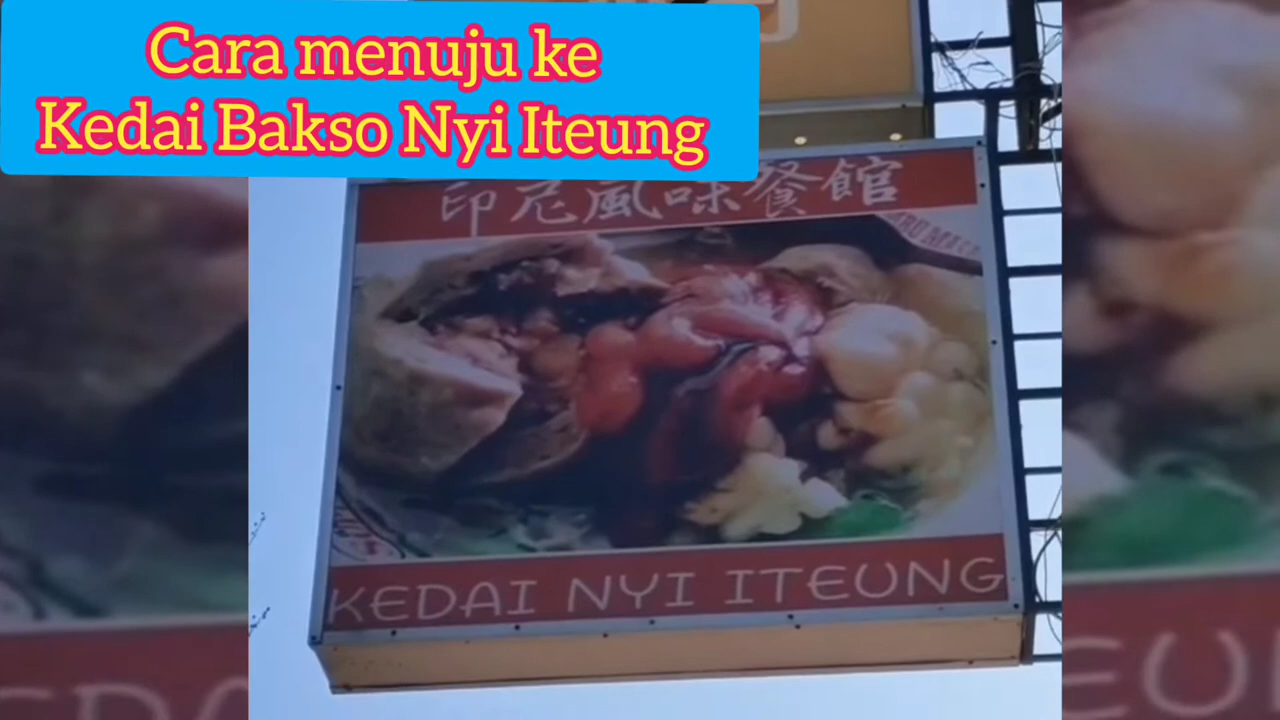 Cara menuju ke
Kedai Bakso Nyi Iteung
印尼風味餐館
KEDAI NYI ITEUNG